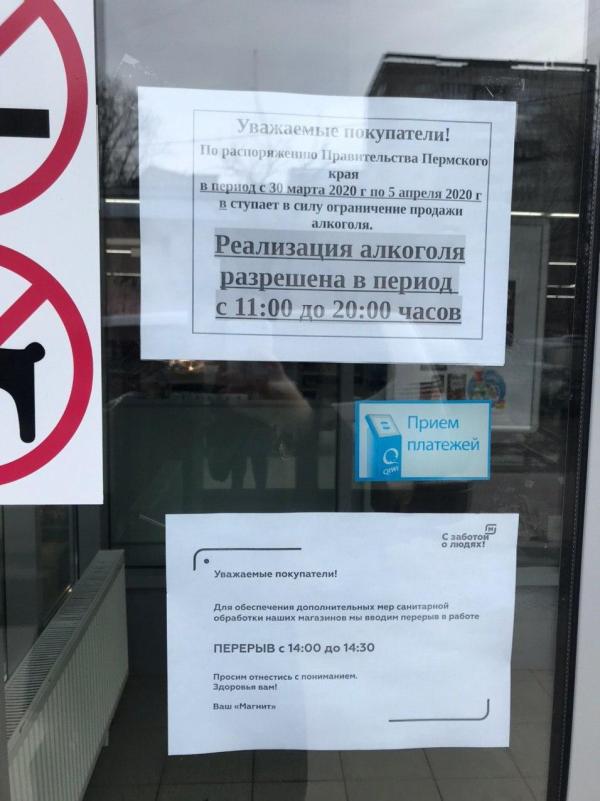 Уважаемые покупатели!
По распоряжению Правительства Пермского
края
в период с 30 марта 2020 г по 5 апреля 2020 г
в ступает в силу ограничение продажи
алкоголя.
Реализация алкоголя
разрешена в период
с 11:00 до 20:00 часов
Прием
платежей
QIWI
С заботой
о людях!
Уважаемые покупатели!
Для обеспечения дополнительных мер санитарной
обработки наших магазинов мы вводим перерыв в работе
ПЕРЕРЫВ с 14:00 до 14:30
Просим отнестись с пониманием.
Здоровья вам!
Ваш «Магнит»